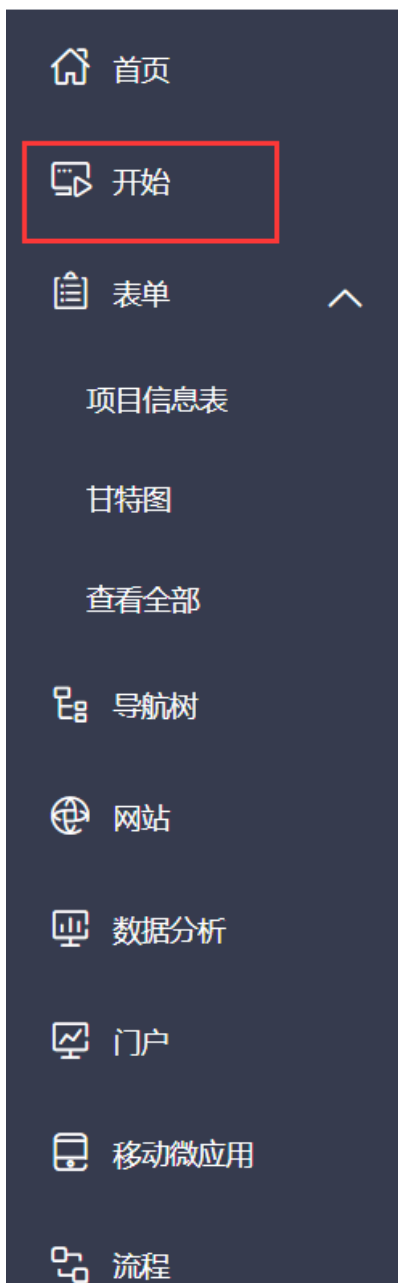 首页
开始
表单
项目信息表
甘特图
查看全部
导航树
网站
数据分析
门户
移动微应用
流程